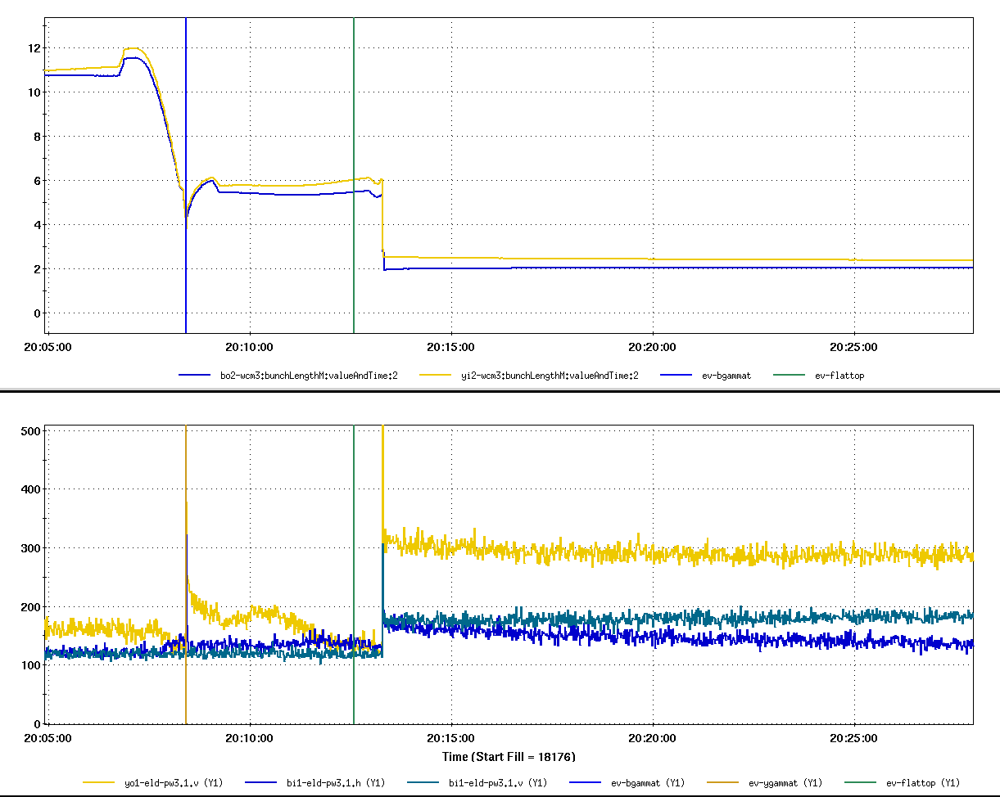 12
10
8
6
4
2
0
20:05:00 20:10:00 20:15:00 20:20:00 20:25:00
bo2-wcm3:bunchLengthM:valueAndTime:2 yi2-wcm3:bunchLengthM:valueAndTime:2 ev-bgammat ev-flattop
500
400
300
200
100
0
20:05:00 20:10:00 20:15:00 20:20:00 20:25:00
Time (Start Fill = 18176)
yo1-eld-pw3.1.v (Y1) bi1-eld-pw3.1.h (Y1) bi1-eld-pw3.1.v (Y1) ev-bgammat (Y1) ev-ygammat (Y1) ev-flattop (Y1)